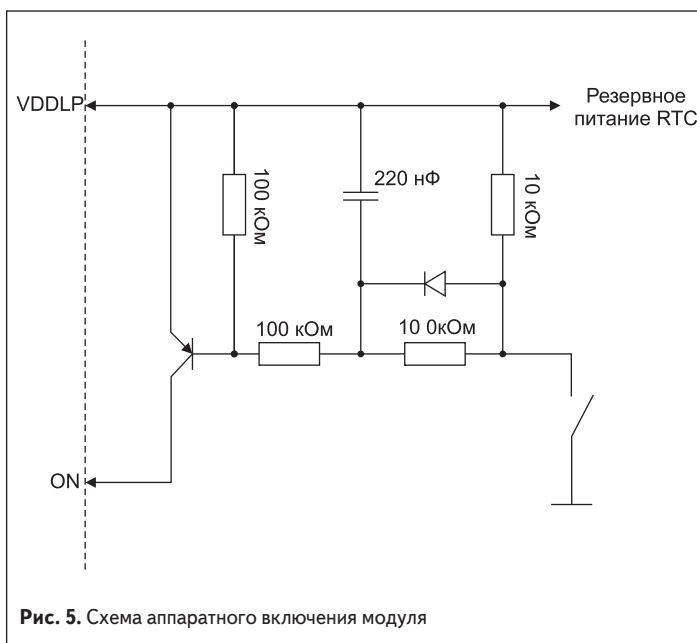 VDDLP
Резервное
питание RTC
100 кОм
220 нФ
10 кОм
100 кОм
10 0кОм
ON
Рис. 5. Схема аппаратного включения модуля